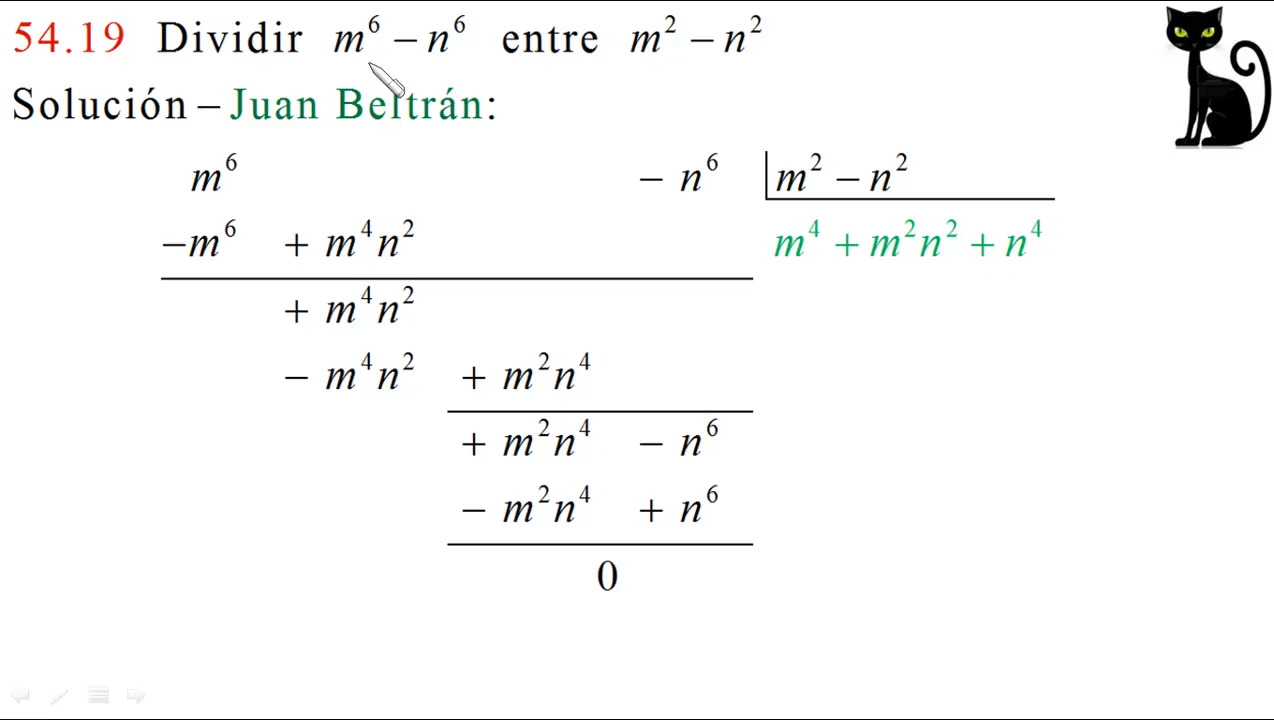 54.19 Dividir m⁶ − n⁶ entre m² − n²
Solución − Juan Beltrán:
m⁶ − n⁶ m² − n²
−m⁶ + m⁴n² m⁴ + m²n² + n⁴
+ m⁴n²
− m⁴n² + m²n⁴
+ m²n⁴ − n⁶
− m²n⁴ + n⁶
0